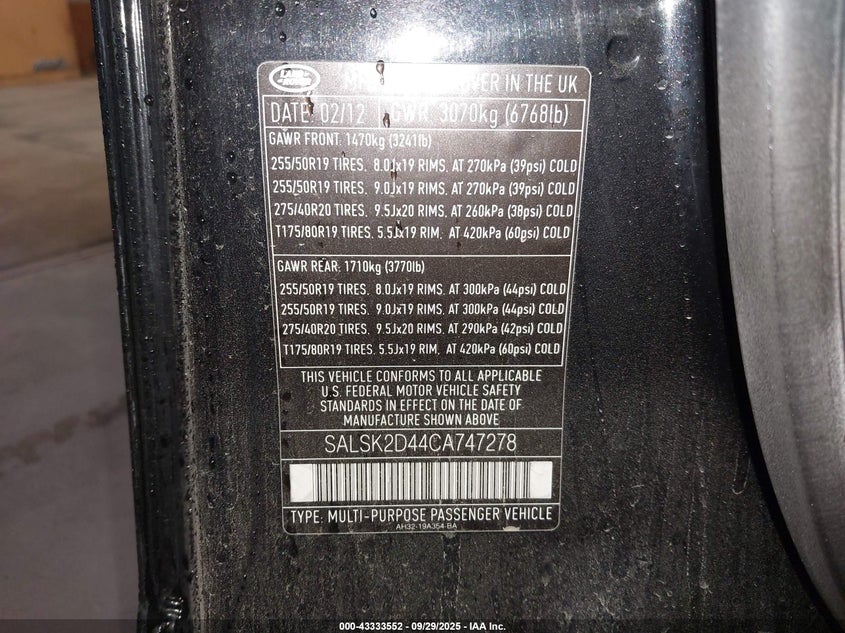 LAND ROVER
IN THE UK
DATE: 02/12 GWR: 3070kg (6768lb)
GAWR FRONT: 1470kg (3241lb)
255/50R19 TIRES, 8.0Jx19 RIMS, AT 270kPa (39psi) COLD
255/50R19 TIRES, 9.0Jx19 RIMS, AT 270kPa (39psi) COLD
275/40R20 TIRES, 9.5Jx20 RIMS, AT 260kPa (38psi) COLD
T175/80R19 TIRES, 5.5Jx19 RIM, AT 420kPa (60psi) COLD
GAWR REAR: 1710kg (3770lb)
255/50R19 TIRES, 8.0Jx19 RIMS, AT 300kPa (44psi) COLD
255/50R19 TIRES, 9.0Jx19 RIMS, AT 300kPa (44psi) COLD
275/40R20 TIRES, 9.5Jx20 RIMS, AT 290kPa (42psi) COLD
T175/80R19 TIRES, 5.5Jx19 RIM, AT 420kPa (60psi) COLD
THIS VEHICLE CONFORMS TO ALL APPLICABLE
U.S. FEDERAL MOTOR VEHICLE SAFETY
STANDARDS IN EFFECT ON THE DATE OF
MANUFACTURE SHOWN ABOVE
SALSK2D44CA747278
TYPE: MULTI-PURPOSE PASSENGER VEHICLE
AH32-19A354-BA
000-43333552 - 09/29/2025 - IAA Inc.